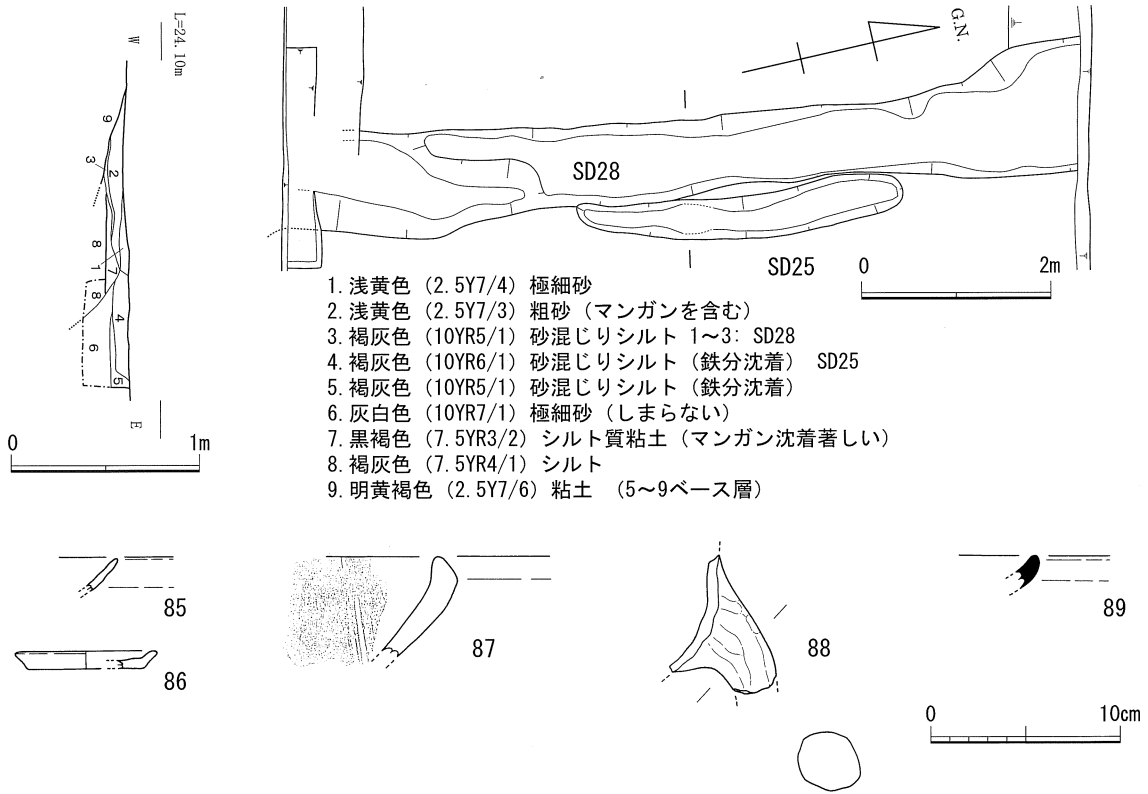 L=24.10m
W
9
3
2
8
1
7
8
4
6
5
E
0 1m
G.N.
SD28
SD25
0 2m
1. 浅黄色（2.5Y7/4）極細砂
2. 浅黄色（2.5Y7/3）粗砂（マンガンを含む）
3. 褐灰色（10YR5/1）砂混じりシルト 1～3: SD28
4. 褐灰色（10YR6/1）砂混じりシルト（鉄分沈着） SD25
5. 褐灰色（10YR5/1）砂混じりシルト（鉄分沈着）
6. 灰白色（10YR7/1）極細砂（しまらない）
7. 黒褐色（7.5YR3/2）シルト質粘土（マンガン沈着著しい）
8. 褐灰色（7.5YR4/1）シルト
9. 明黄褐色（2.5Y7/6）粘土 （5～9ベース層）
85
86
87
88
89
0 10cm